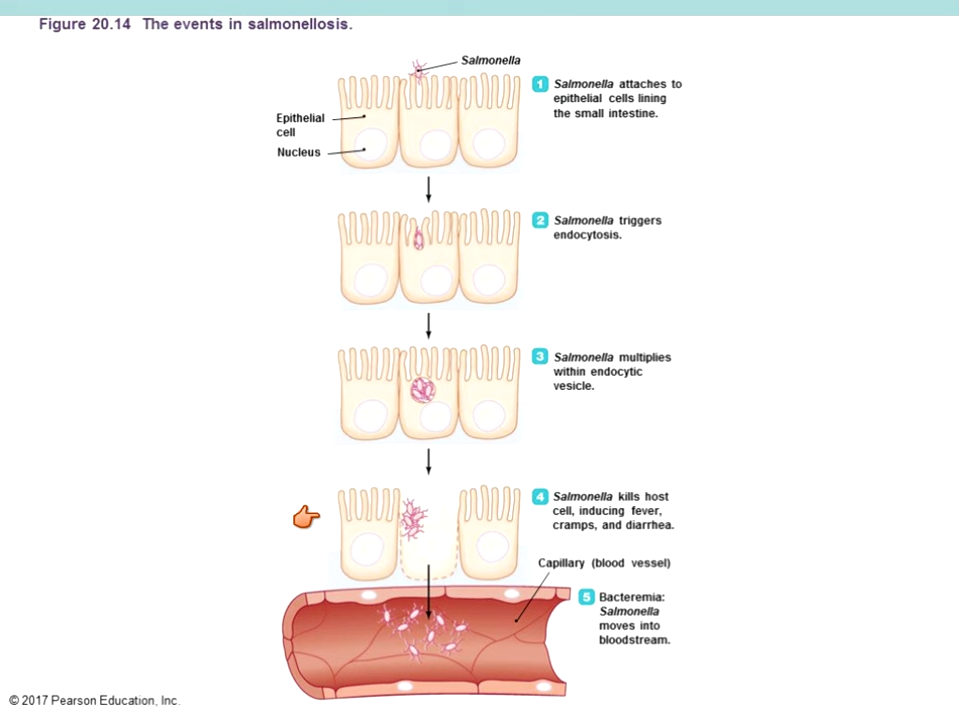 Figure 20.14 The events in salmonellosis.
Salmonella
1 Salmonella attaches to
epithelial cells lining
the small intestine.
Epithelial
cell
Nucleus
2 Salmonella triggers
endocytosis.
3 Salmonella multiplies
within endocytic
vesicle.
4 Salmonella kills host
cell, inducing fever,
cramps, and diarrhea.
Capillary (blood vessel)
5 Bacteremia:
Salmonella
moves into
bloodstream.
© 2017 Pearson Education, Inc.